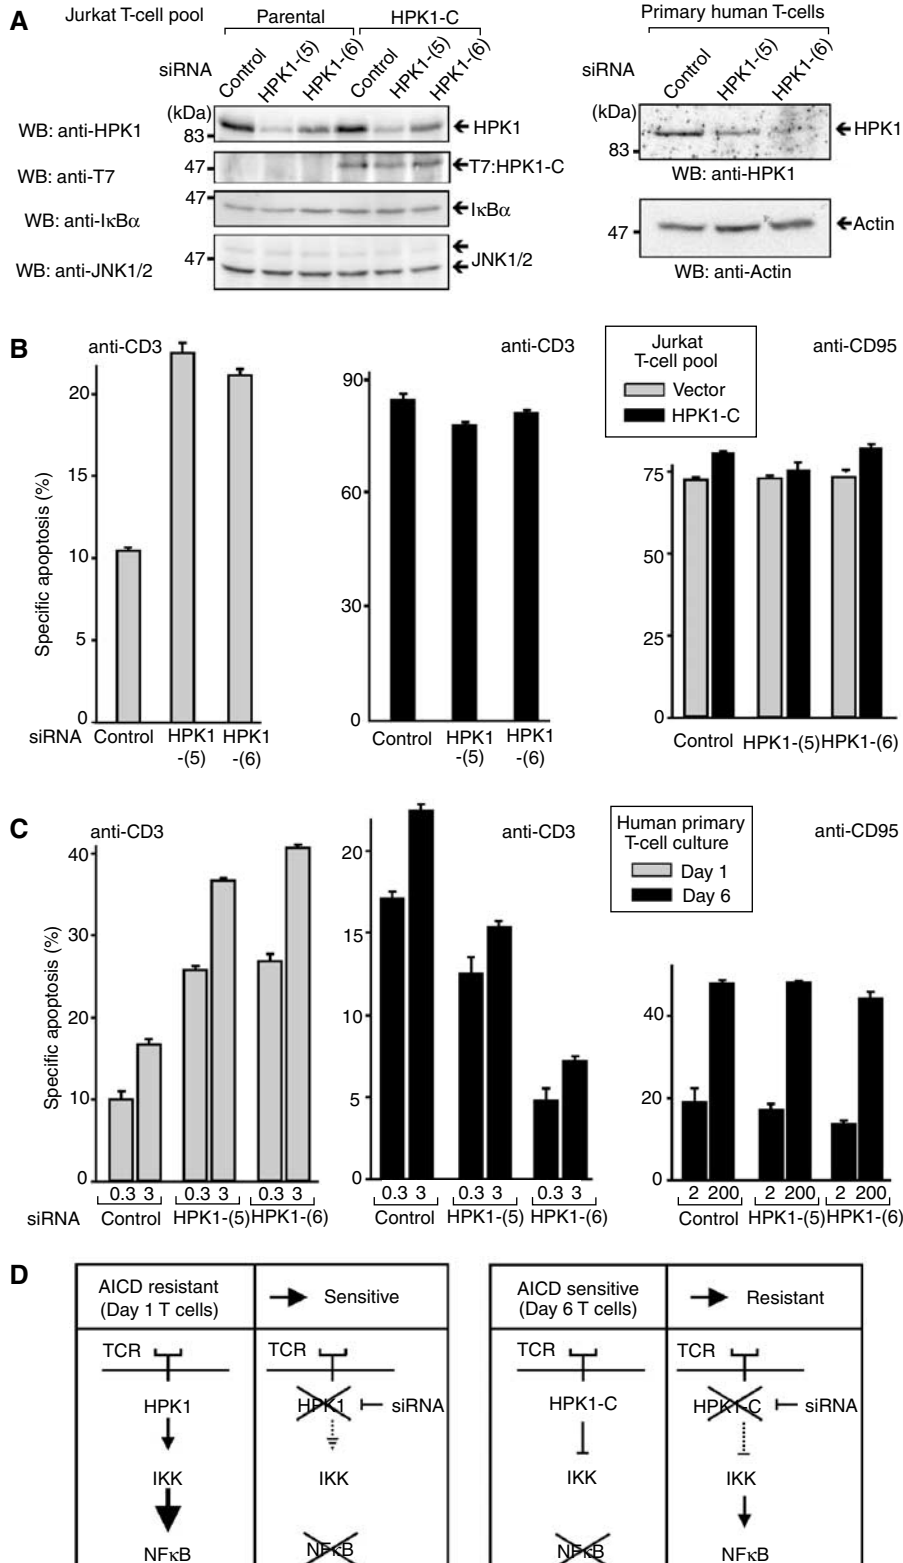 A
Jurkat T-cell pool
Parental
HPK1-C
siRNA
Control
HPK1-(5)
HPK1-(6)
Control
HPK1-(5)
HPK1-(6)
(kDa)
WB: anti-HPK1
83
HPK1
WB: anti-T7
47
T7:HPK1-C
WB: anti-IκBα
47
IκBα
WB: anti-JNK1/2
47
JNK1/2
Primary human T-cells
siRNA
Control
HPK1-(5)
HPK1-(6)
(kDa)
83
HPK1
WB: anti-HPK1
47
Actin
WB: anti-Actin
B
Specific apoptosis (%)
anti-CD3
20
15
10
5
0
siRNA
Control
HPK1
-(5)
HPK1
-(6)
anti-CD3
90
60
30
0
Control
HPK1
-(5)
HPK1
-(6)
Jurkat
T-cell pool
Vector
HPK1-C
anti-CD95
75
50
25
0
Control
HPK1-(5)
HPK1-(6)
C
Specific apoptosis (%)
anti-CD3
40
30
20
10
0
0.3 3
0.3 3
0.3 3
siRNA
Control
HPK1-(5)
HPK1-(6)
anti-CD3
20
15
10
5
0
0.3 3
0.3 3
0.3 3
Control
HPK1-(5)
HPK1-(6)
Human primary
T-cell culture
Day 1
Day 6
anti-CD95
40
20
0
2 200
2 200
2 200
Control
HPK1-(5)
HPK1-(6)
D
AICD resistant
(Day 1 T cells)
Sensitive
TCR
HPK1
IKK
NFκB
TCR
HPK1
siRNA
IKK
NFκB
AICD sensitive
(Day 6 T cells)
Resistant
TCR
HPK1-C
IKK
NFκB
TCR
HPK1-C
siRNA
IKK
NFκB